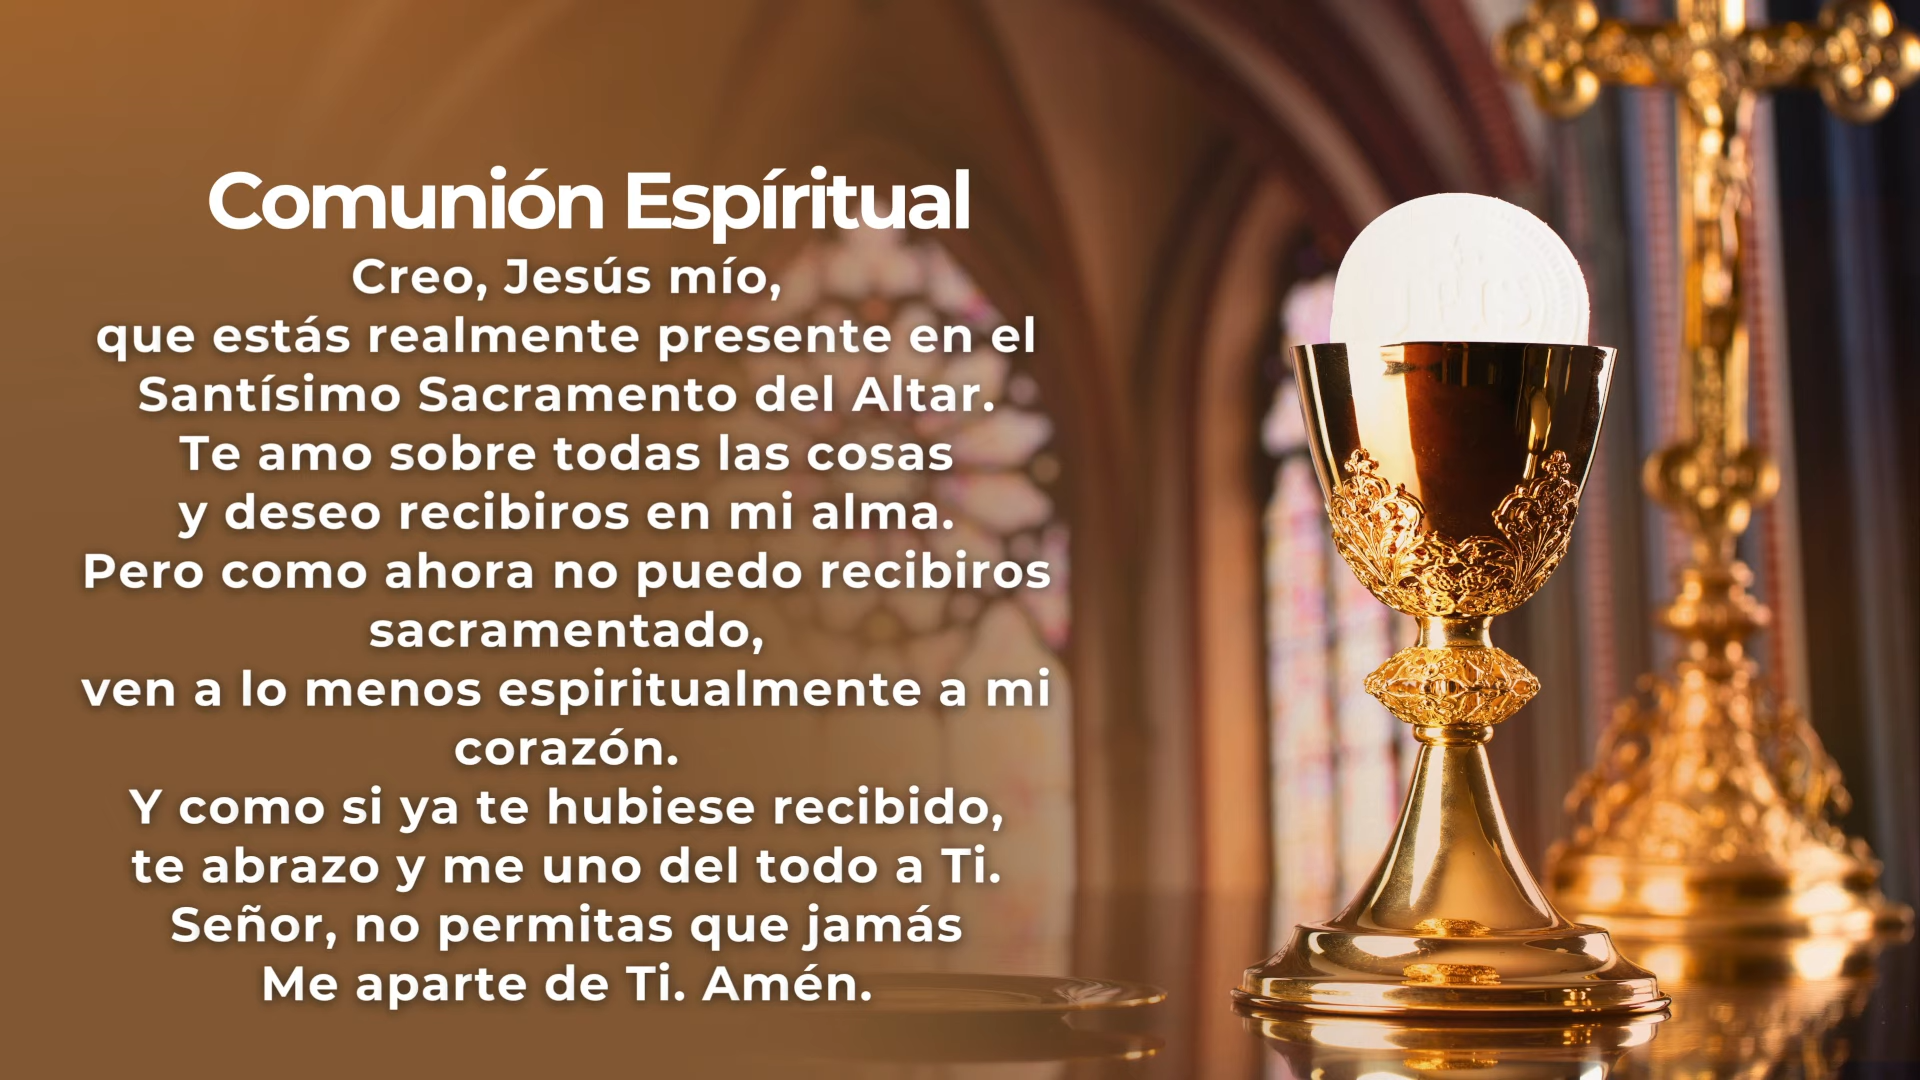 Comunión Espíritual
Creo, Jesús mío,
que estás realmente presente en el
Santísimo Sacramento del Altar.
Te amo sobre todas las cosas
y deseo recibiros en mi alma.
Pero como ahora no puedo recibiros
sacramentado,
ven a lo menos espiritualmente a mi
corazón.
Y como si ya te hubiese recibido,
te abrazo y me uno del todo a Ti.
Señor, no permitas que jamás
Me aparte de Ti. Amén.
IHS